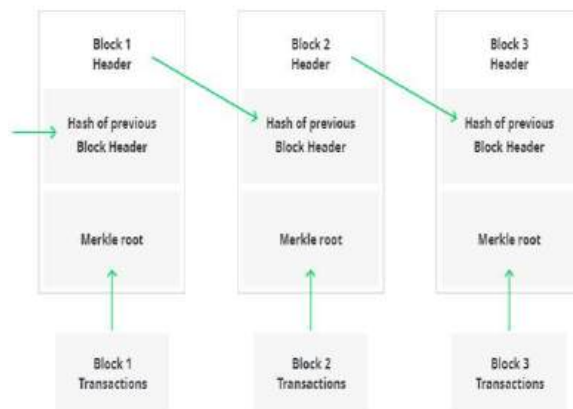 Block 1
Header
Block 2
Header
Block 3
Header
Hash of previous
Block Header
Hash of previous
Block Header
Hash of previous
Block Header
Merkle root
Merkle root
Merkle root
Block 1
Transactions
Block 2
Transactions
Block 3
Transactions